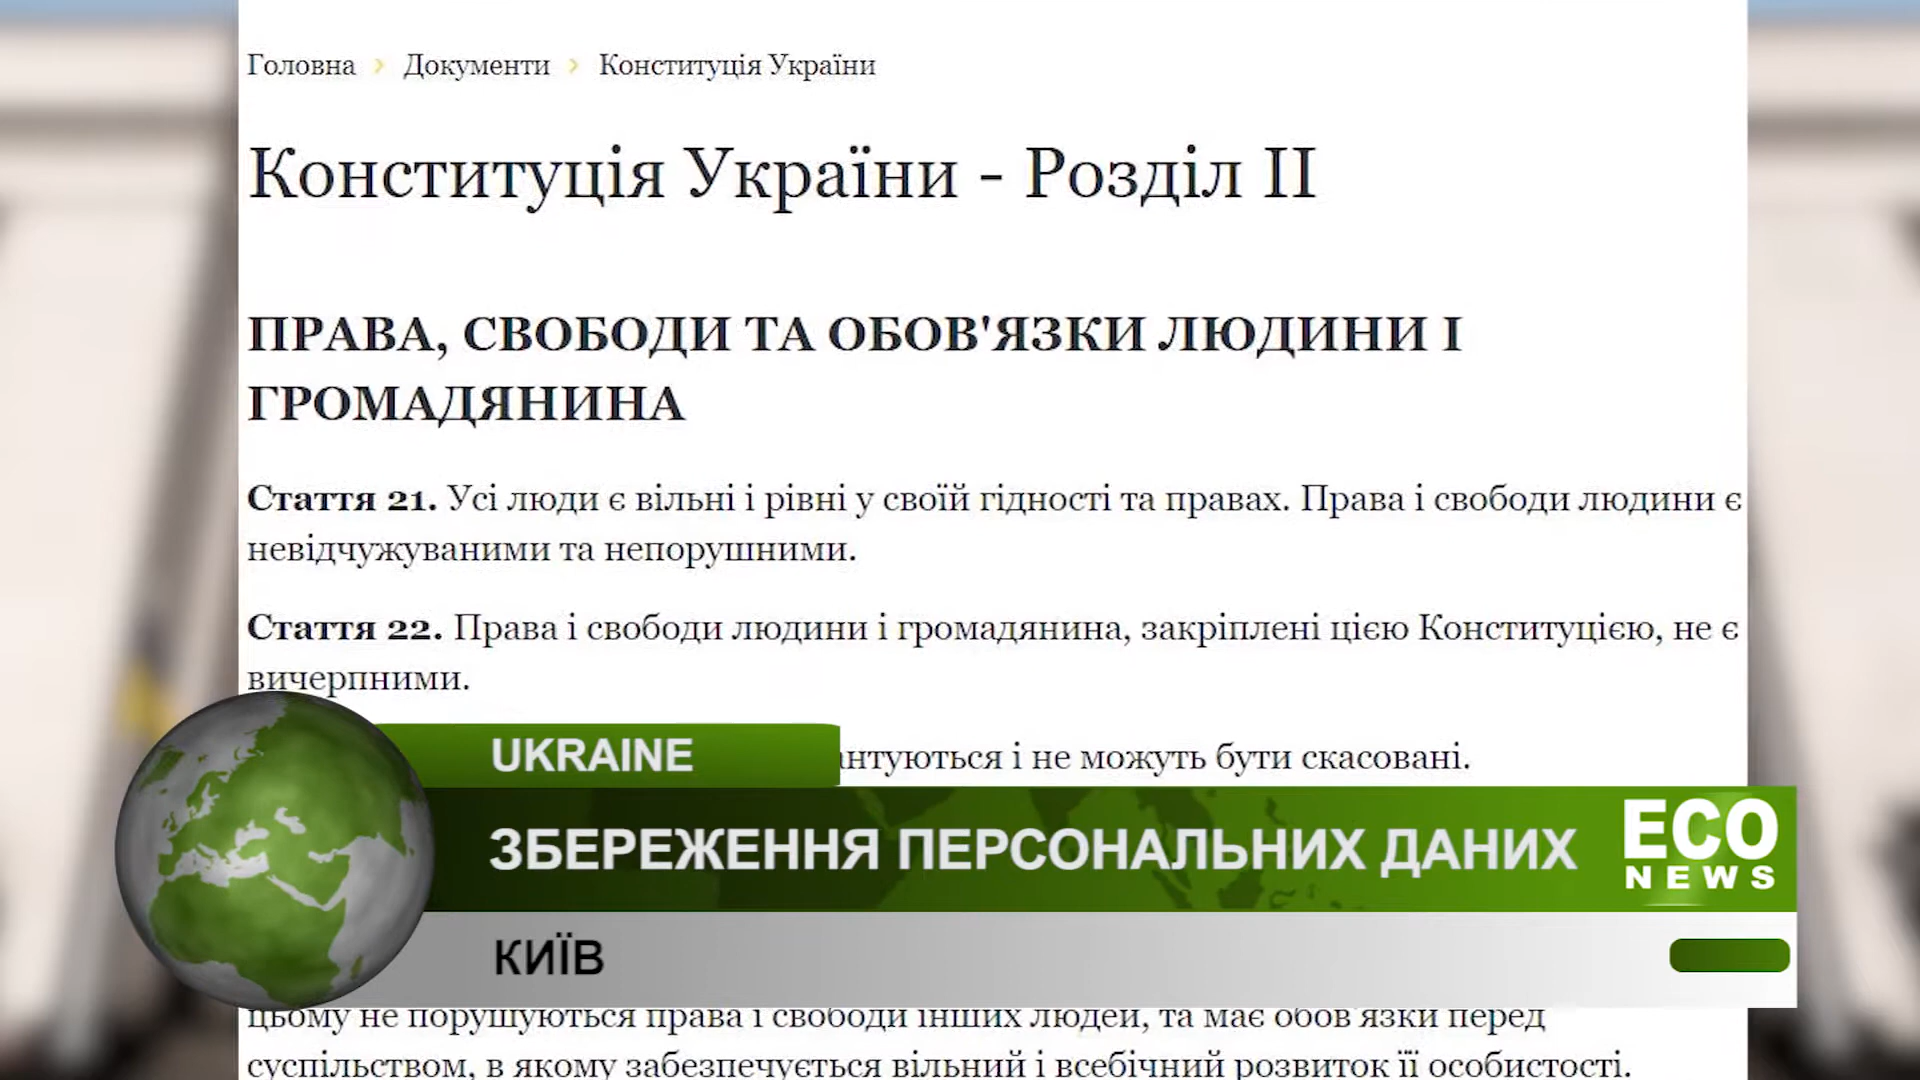 Головна › Документи › Конституція України
Конституція України - Розділ II
ПРАВА, СВОБОДИ ТА ОБОВ'ЯЗКИ ЛЮДИНИ І
ГРОМАДЯНИНА
Стаття 21. Усі люди є вільні і рівні у своїй гідності та правах. Права і свободи людини є
невідчужуваними та непорушними.
Стаття 22. Права і свободи людини і громадянина, закріплені цією Конституцією, не є
вичерпними.
антуються і не можуть бути скасовані.
UKRAINE
ЗБЕРЕЖЕННЯ ПЕРСОНАЛЬНИХ ДАНИХ
ECO
NEWS
КИЇВ
цьому не порушуються права і свободи інших людей, та має обов'язки перед
суспільством, в якому забезпечується вільний і всебічний розвиток її особистості.